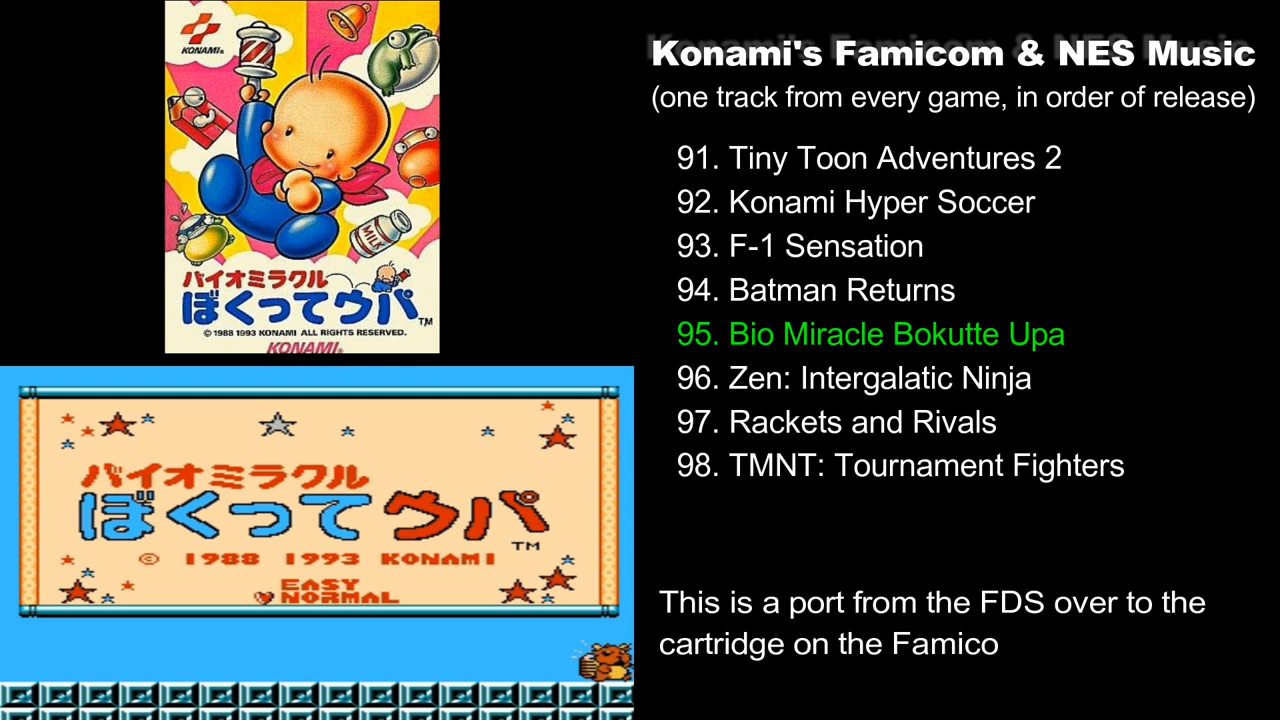 KONAMI®
MILK
バイオミラクル
ぼくってウパ TM
© 1988 1993 KONAMI ALL RIGHTS RESERVED.
KONAMI®
バイオミラクル
ぼくってウパ
TM
© 1988 1993 KONAMI
EASY
NORMAL
Konami's Famicom & NES Music
(one track from every game, in order of release)
91. Tiny Toon Adventures 2
92. Konami Hyper Soccer
93. F-1 Sensation
94. Batman Returns
95. Bio Miracle Bokutte Upa
96. Zen: Intergalatic Ninja
97. Rackets and Rivals
98. TMNT: Tournament Fighters
This is a port from the FDS over to the
cartridge on the Famico